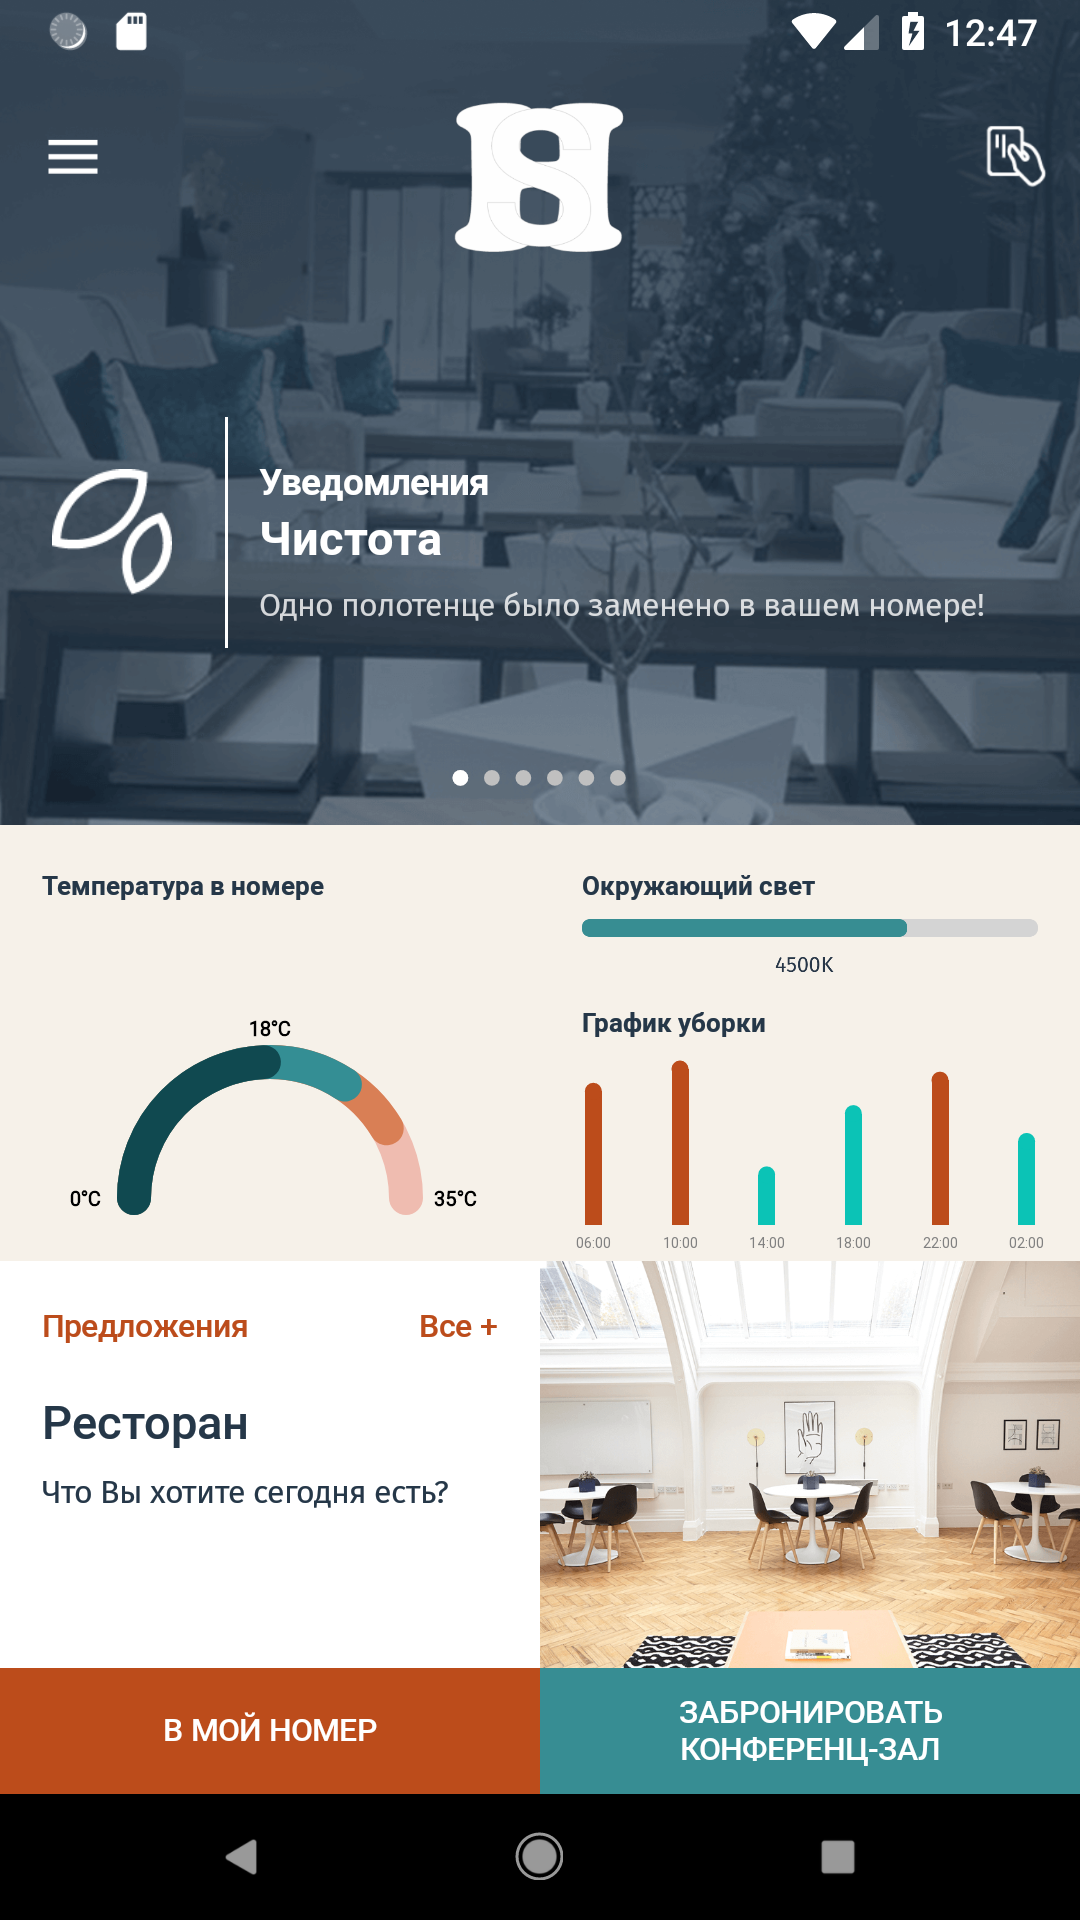 12:47
HS
Уведомления
Чистота
Одно полотенце было заменено в вашем номере!
Температура в номере
18°C
0°C
35°C
Окружающий свет
4500K
График уборки
06:00 10:00 14:00 18:00 22:00 02:00
Предложения Все +
Ресторан
Что Вы хотите сегодня есть?
В МОЙ НОМЕР
ЗАБРОНИРОВАТЬ
КОНФЕРЕНЦ-ЗАЛ